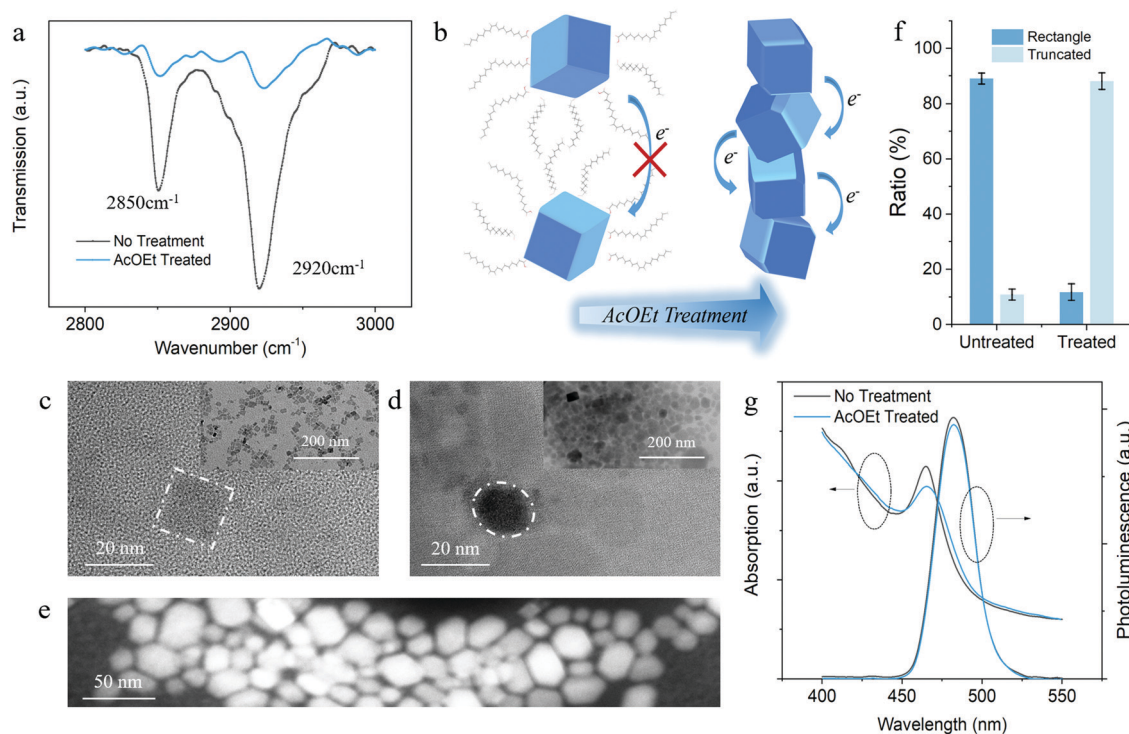 a
Transmission (a.u.)
2850cm⁻¹
2920cm⁻¹
No Treatment
AcOEt Treated
2800
2900
3000
Wavenumber (cm⁻¹)
b
e⁻
e⁻
e⁻
e⁻
AcOEt Treatment
f
Rectangle
Truncated
Ratio (%)
100
80
60
40
20
0
Untreated
Treated
c
200 nm
20 nm
d
200 nm
20 nm
e
50 nm
g
No Treatment
AcOEt Treated
Absorption (a.u.)
Photoluminescence (a.u.)
400
450
500
550
Wavelength (nm)